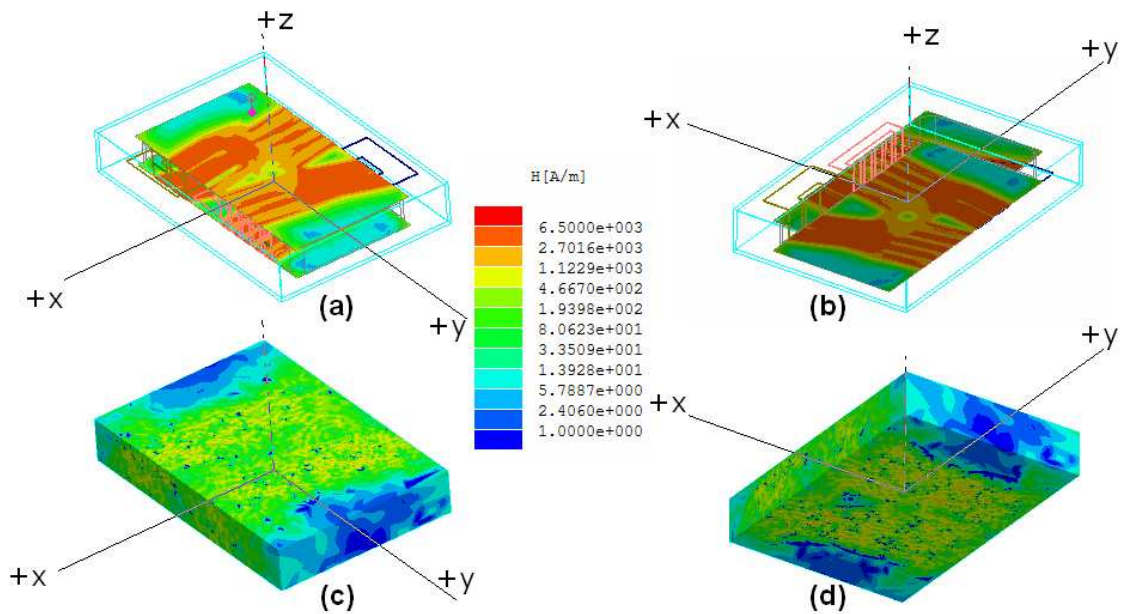 +z
+z
+y
+x
H[A/m]
6.5000e+003
2.7016e+003
1.1229e+003
4.6670e+002
1.9398e+002
8.0623e+001
3.3509e+001
1.3928e+001
5.7887e+000
2.4060e+000
1.0000e+000
+x
(a)
+y
(b)
+y
+x
+x
(c)
+y
(d)